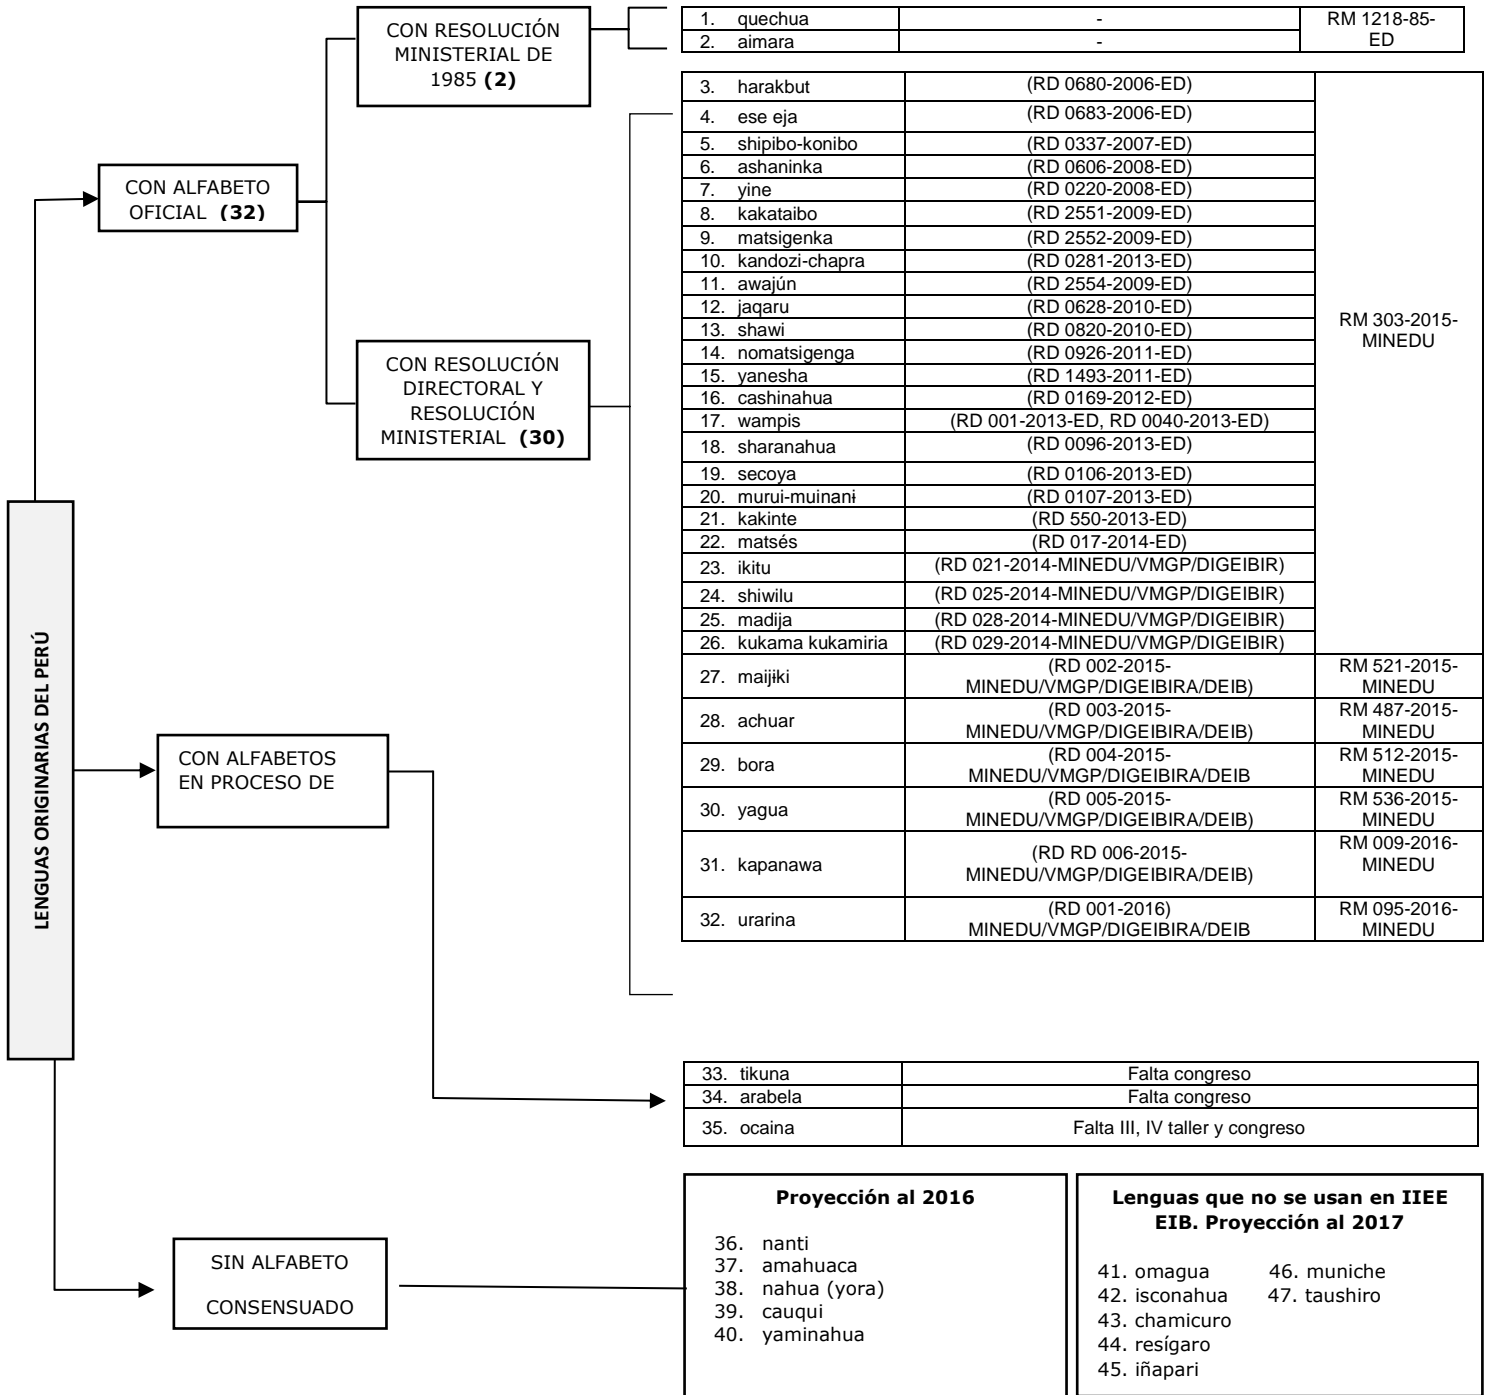 LENGUAS ORIGINARIAS DEL PERÚ
CON ALFABETO
OFICIAL (32)
CON RESOLUCIÓN
MINISTERIAL DE
1985 (2)
1. quechua -
2. aimara -
RM 1218-85-
ED
CON RESOLUCIÓN
DIRECTORAL Y
RESOLUCIÓN
MINISTERIAL (30)
3. harakbut (RD 0680-2006-ED)
4. ese eja (RD 0683-2006-ED)
5. shipibo-konibo (RD 0337-2007-ED)
6. ashaninka (RD 0606-2008-ED)
7. yine (RD 0220-2008-ED)
8. kakataibo (RD 2551-2009-ED)
9. matsigenka (RD 2552-2009-ED)
10. kandozi-chapra (RD 0281-2013-ED)
11. awajún (RD 2554-2009-ED)
12. jaqaru (RD 0628-2010-ED)
13. shawi (RD 0820-2010-ED)
14. nomatsigenga (RD 0926-2011-ED)
15. yanesha (RD 1493-2011-ED)
16. cashinahua (RD 0169-2012-ED)
17. wampis (RD 001-2013-ED, RD 0040-2013-ED)
18. sharanahua (RD 0096-2013-ED)
19. secoya (RD 0106-2013-ED)
20. murui-muinanɨ (RD 0107-2013-ED)
21. kakinte (RD 550-2013-ED)
22. matsés (RD 017-2014-ED)
23. ikitu (RD 021-2014-MINEDU/VMGP/DIGEIBIR)
24. shiwilu (RD 025-2014-MINEDU/VMGP/DIGEIBIR)
25. madija (RD 028-2014-MINEDU/VMGP/DIGEIBIR)
26. kukama kukamiria (RD 029-2014-MINEDU/VMGP/DIGEIBIR)
RM 303-2015-
MINEDU
27. maijɨki
(RD 002-2015-
MINEDU/VMGP/DIGEIBIRA/DEIB)
RM 521-2015-
MINEDU
28. achuar
(RD 003-2015-
MINEDU/VMGP/DIGEIBIRA/DEIB)
RM 487-2015-
MINEDU
29. bora
(RD 004-2015-
MINEDU/VMGP/DIGEIBIRA/DEIB
RM 512-2015-
MINEDU
30. yagua
(RD 005-2015-
MINEDU/VMGP/DIGEIBIRA/DEIB)
RM 536-2015-
MINEDU
31. kapanawa
(RD RD 006-2015-
MINEDU/VMGP/DIGEIBIRA/DEIB)
RM 009-2016-
MINEDU
32. urarina
(RD 001-2016)
MINEDU/VMGP/DIGEIBIRA/DEIB
RM 095-2016-
MINEDU
CON ALFABETOS
EN PROCESO DE
33. tikuna Falta congreso
34. arabela Falta congreso
35. ocaina Falta III, IV taller y congreso
SIN ALFABETO
CONSENSUADO
Proyección al 2016
36. nanti
37. amahuaca
38. nahua (yora)
39. cauqui
40. yaminahua
Lenguas que no se usan en IIEE
EIB. Proyección al 2017
41. omagua 46. muniche
42. isconahua 47. taushiro
43. chamicuro
44. resígaro
45. iñapari